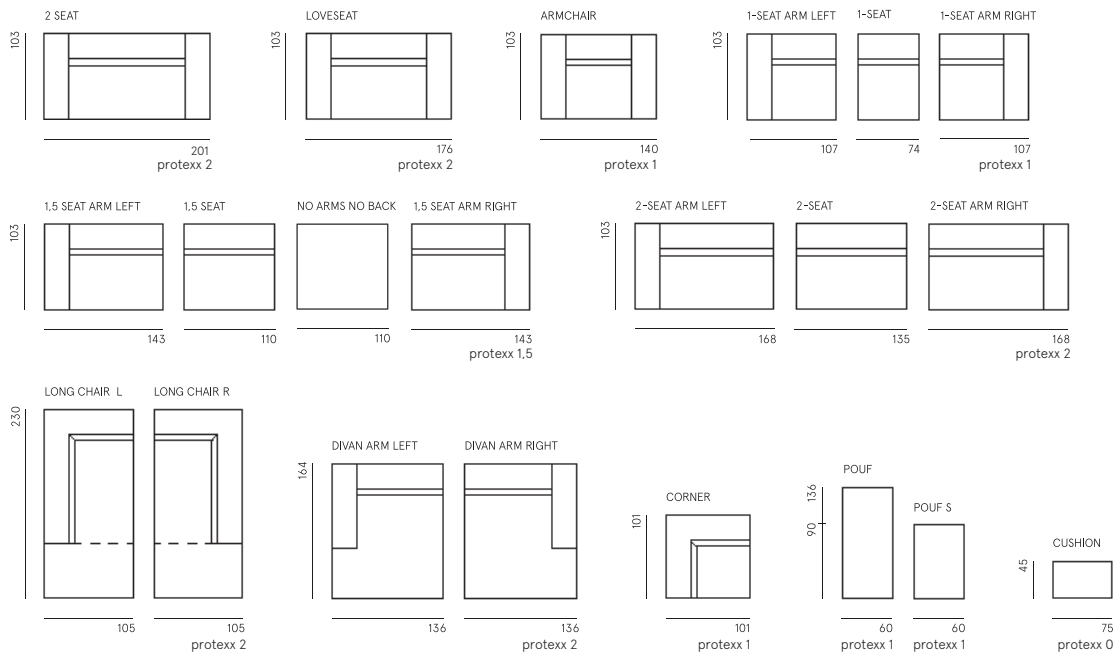 2 SEAT
103
201
protexx 2
LOVESEAT
103
176
protexx 2
ARMCHAIR
103
140
protexx 1
1-SEAT ARM LEFT
1-SEAT
1-SEAT ARM RIGHT
103
107
74
107
protexx 1
1,5 SEAT ARM LEFT
1,5 SEAT
NO ARMS NO BACK
1,5 SEAT ARM RIGHT
103
143
110
110
143
protexx 1,5
2-SEAT ARM LEFT
2-SEAT
2-SEAT ARM RIGHT
103
168
135
168
protexx 2
LONG CHAIR L
LONG CHAIR R
230
105
105
protexx 2
DIVAN ARM LEFT
DIVAN ARM RIGHT
164
136
136
protexx 2
CORNER
101
101
protexx 1
POUF
136
90
60
protexx 1
POUF S
60
protexx 1
CUSHION
45
75
protexx 0